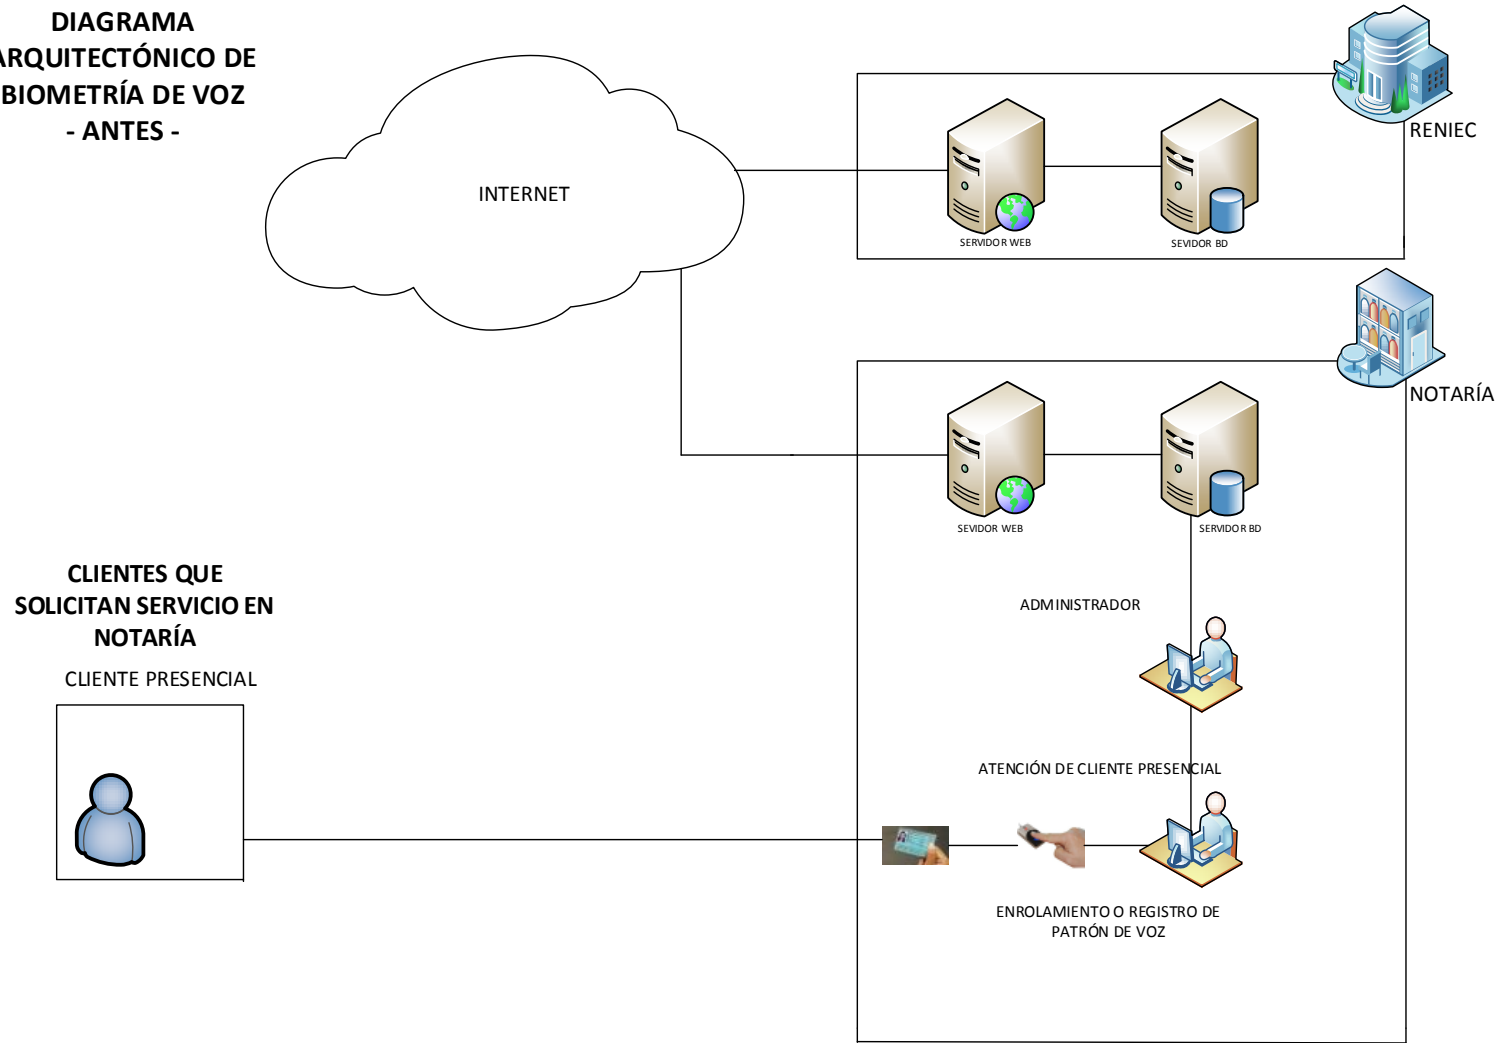 DIAGRAMA
ARQUITECTÓNICO DE
BIOMETRÍA DE VOZ
- ANTES -
INTERNET
RENIEC
SERVIDOR WEB
SEVIDOR BD
NOTARÍA
SEVIDOR WEB
SERVIDOR BD
CLIENTES QUE
SOLICITAN SERVICIO EN
NOTARÍA
CLIENTE PRESENCIAL
ADMINISTRADOR
ATENCIÓN DE CLIENTE PRESENCIAL
ENROLAMIENTO O REGISTRO DE
PATRÓN DE VOZ